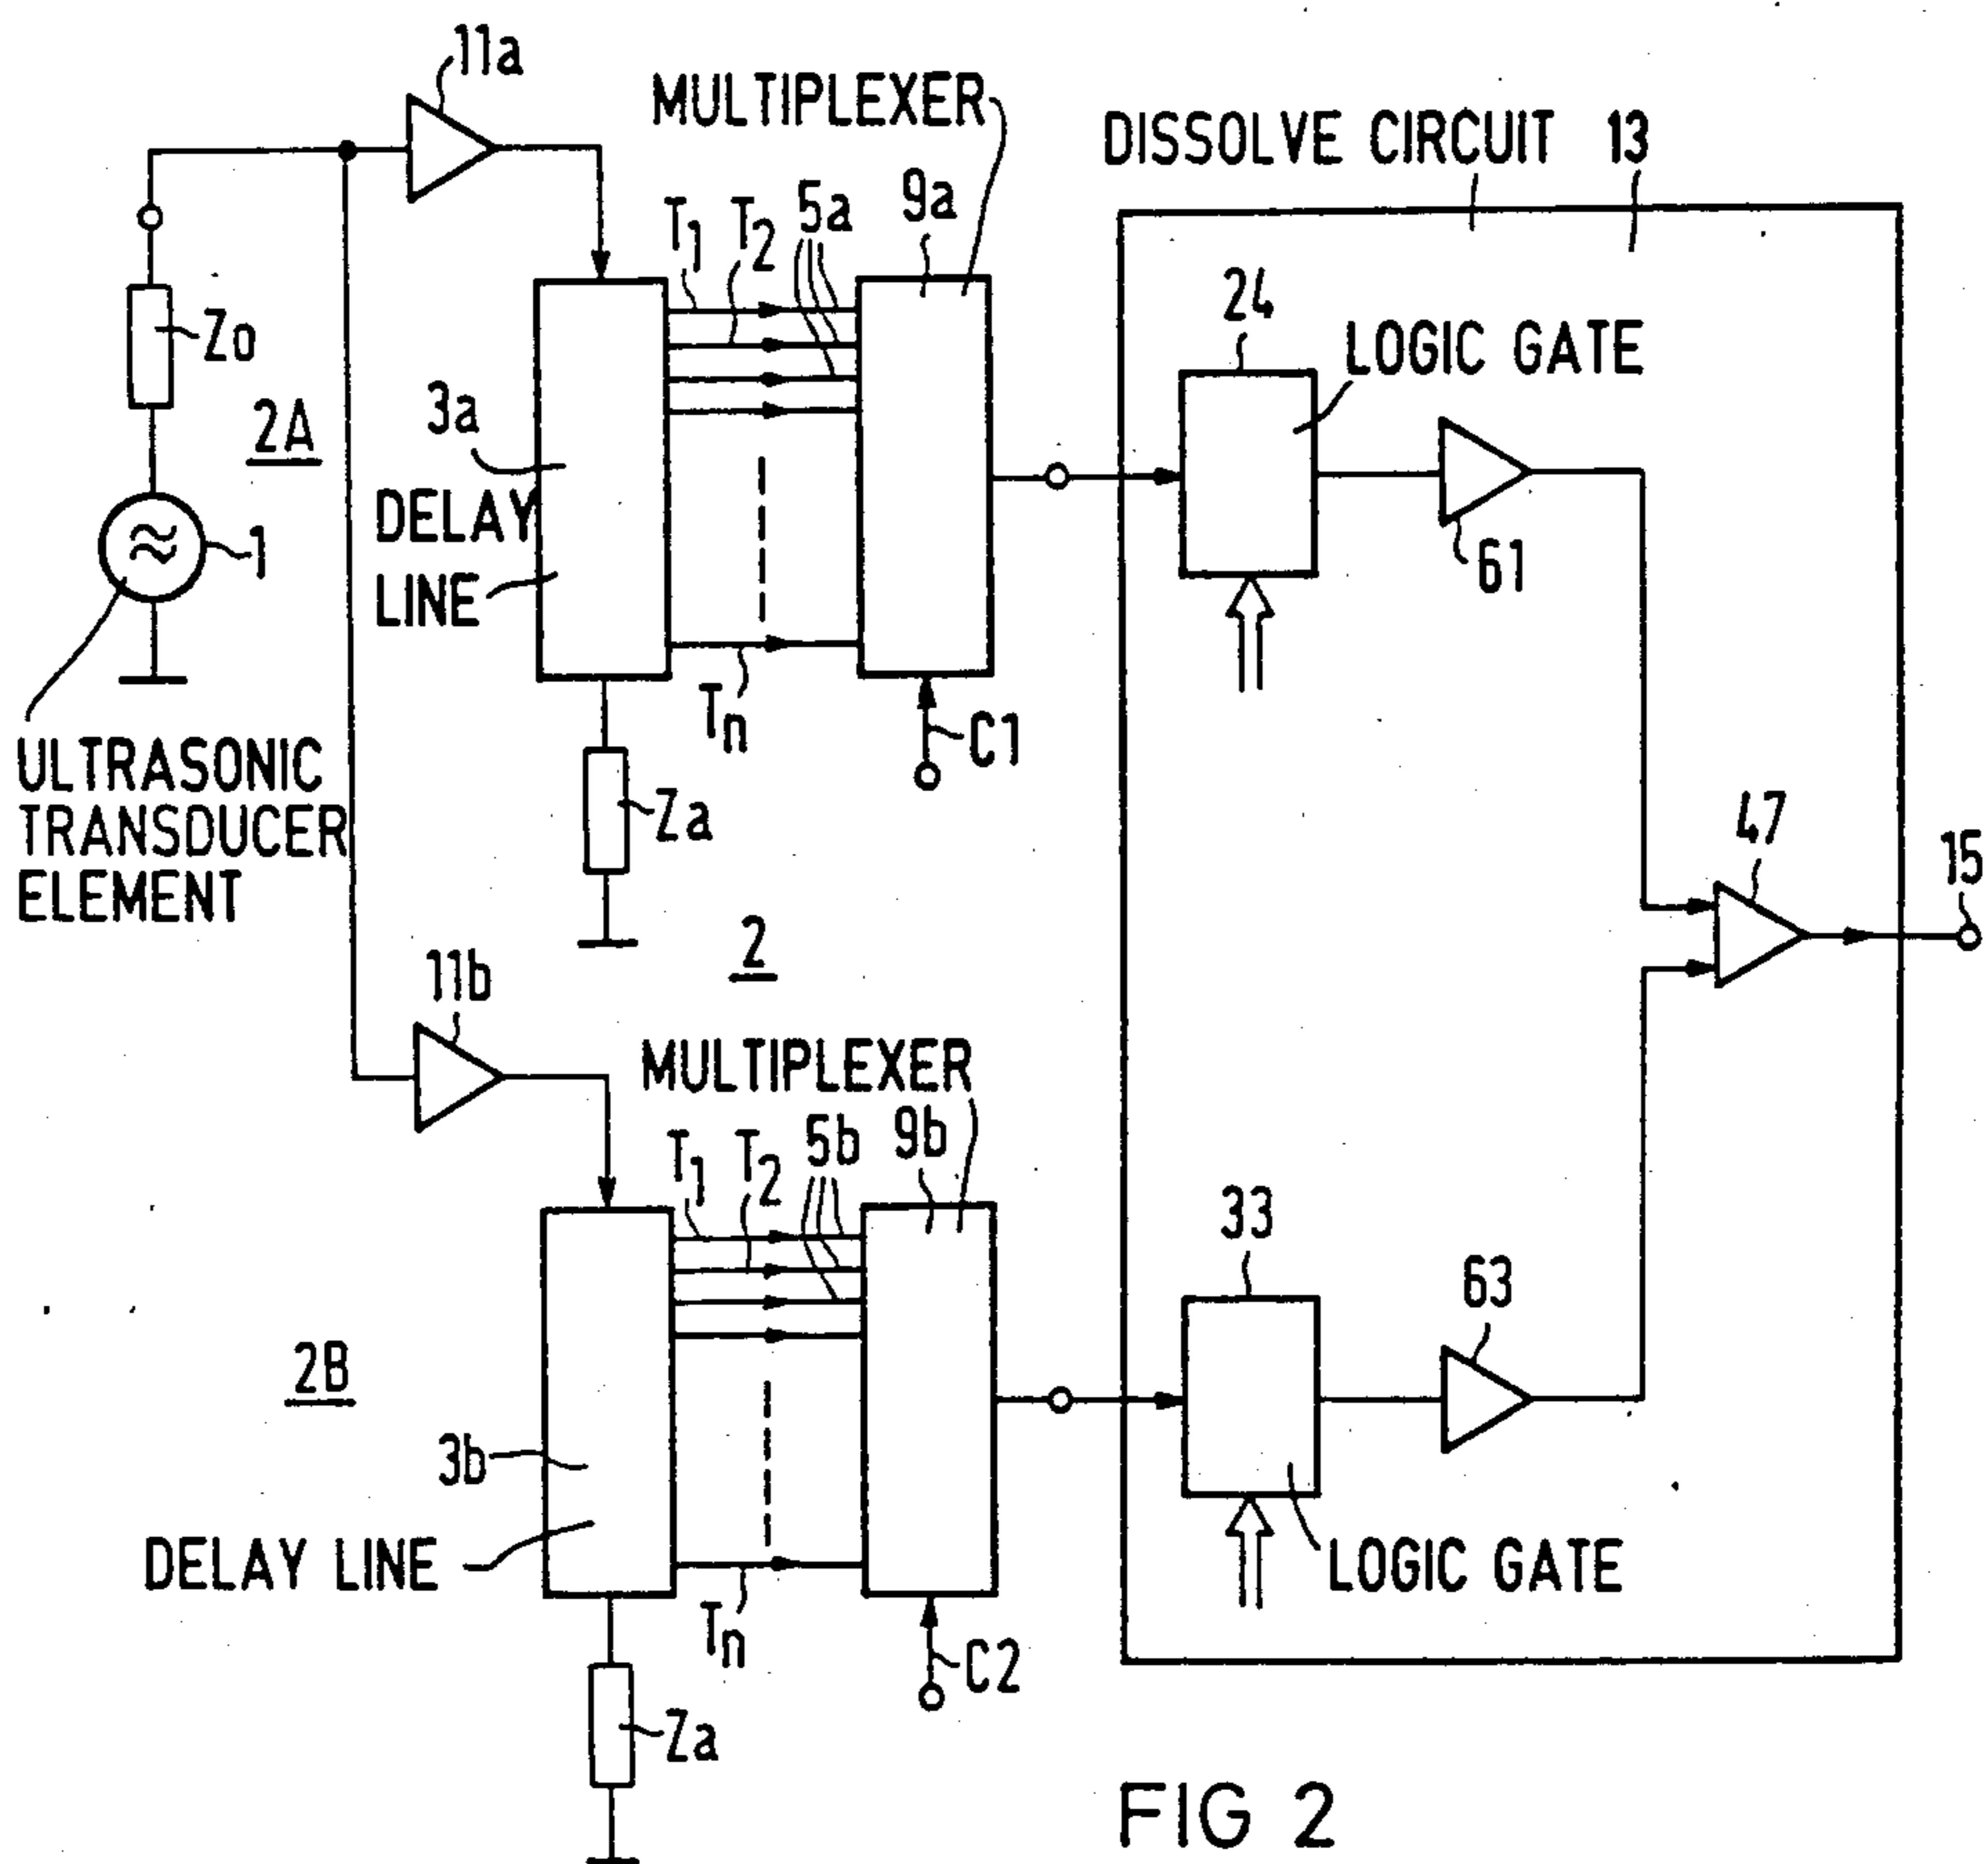 11a
MULTIPLEXER
DISSOLVE CIRCUIT 13
T1 T2 5a 9a
24
LOGIC GATE
Zo
2A
3a
DELAY
LINE
1
61
Tn
C1
ULTRASONIC
TRANSDUCER
ELEMENT
Za
47
15
2
11b
MULTIPLEXER
T1 T2 5b 9b
33
63
2B
3b
DELAY LINE
LOGIC GATE
Tn
C2
Za
FIG 2